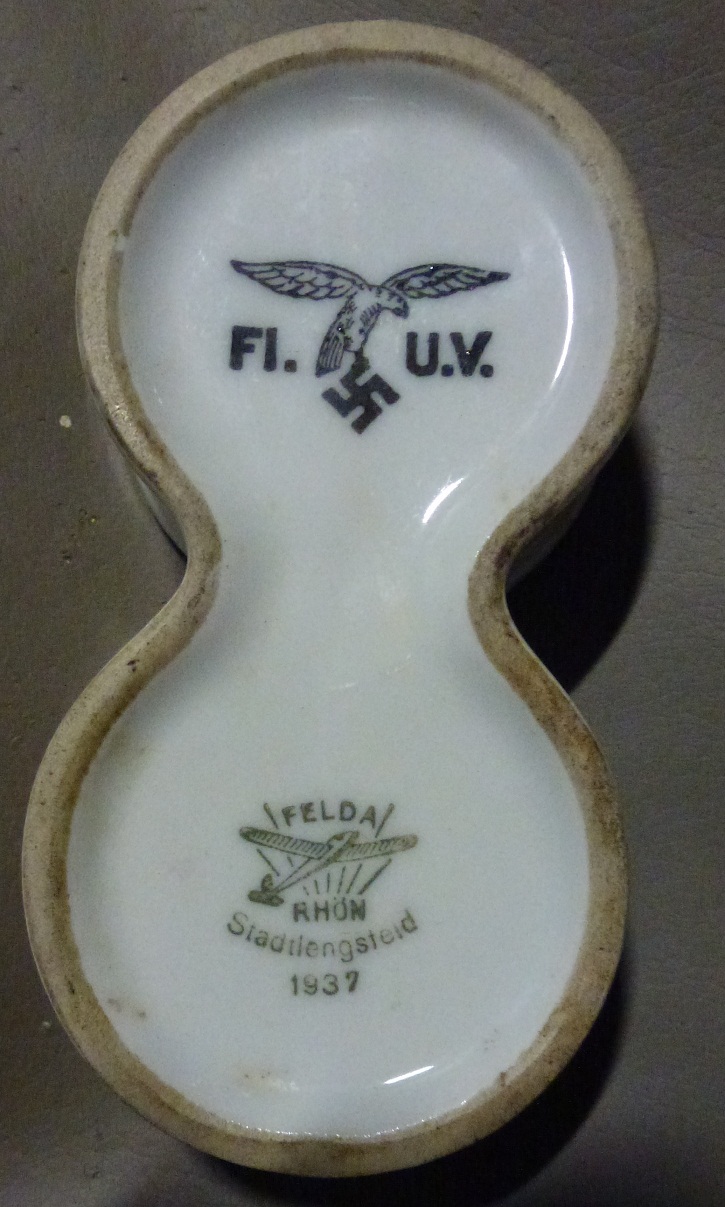 Fl. U.V.
FELDA
RHÖN
Stadtlengsfeld
1937